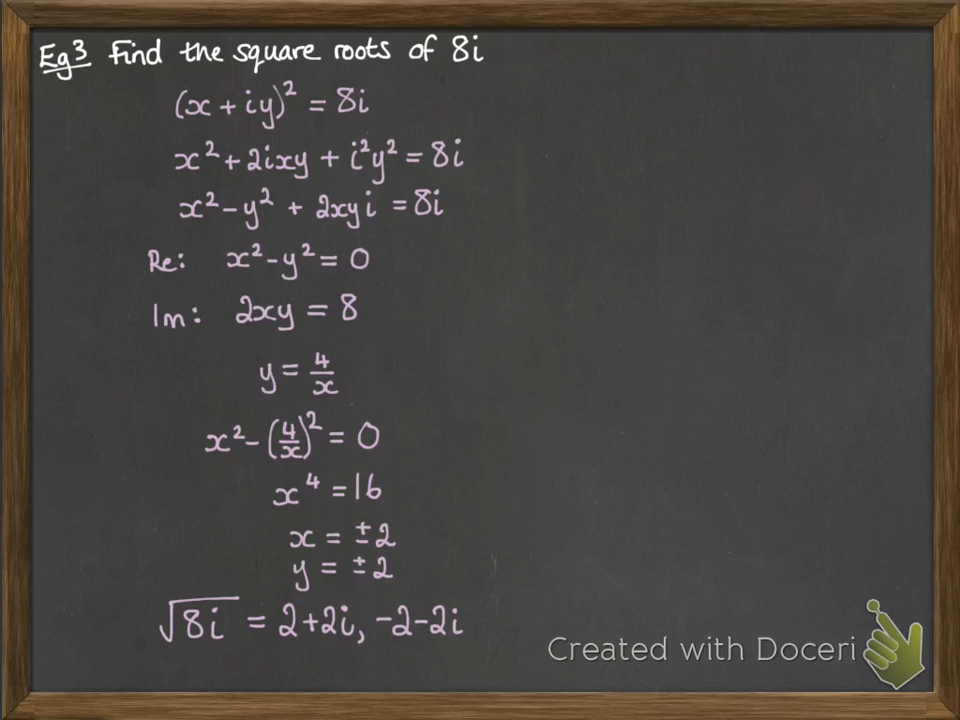 Eg3 Find the square roots of 8i
(x + iy)² = 8i
x² + 2ixy + i²y² = 8i
x² - y² + 2xyi = 8i
Re: x² - y² = 0
Im: 2xy = 8
y = 4/x
x² - (4/x)² = 0
x⁴ = 16
x = ±2
y = ±2
√8i = 2+2i, -2-2i
Created with Doceri